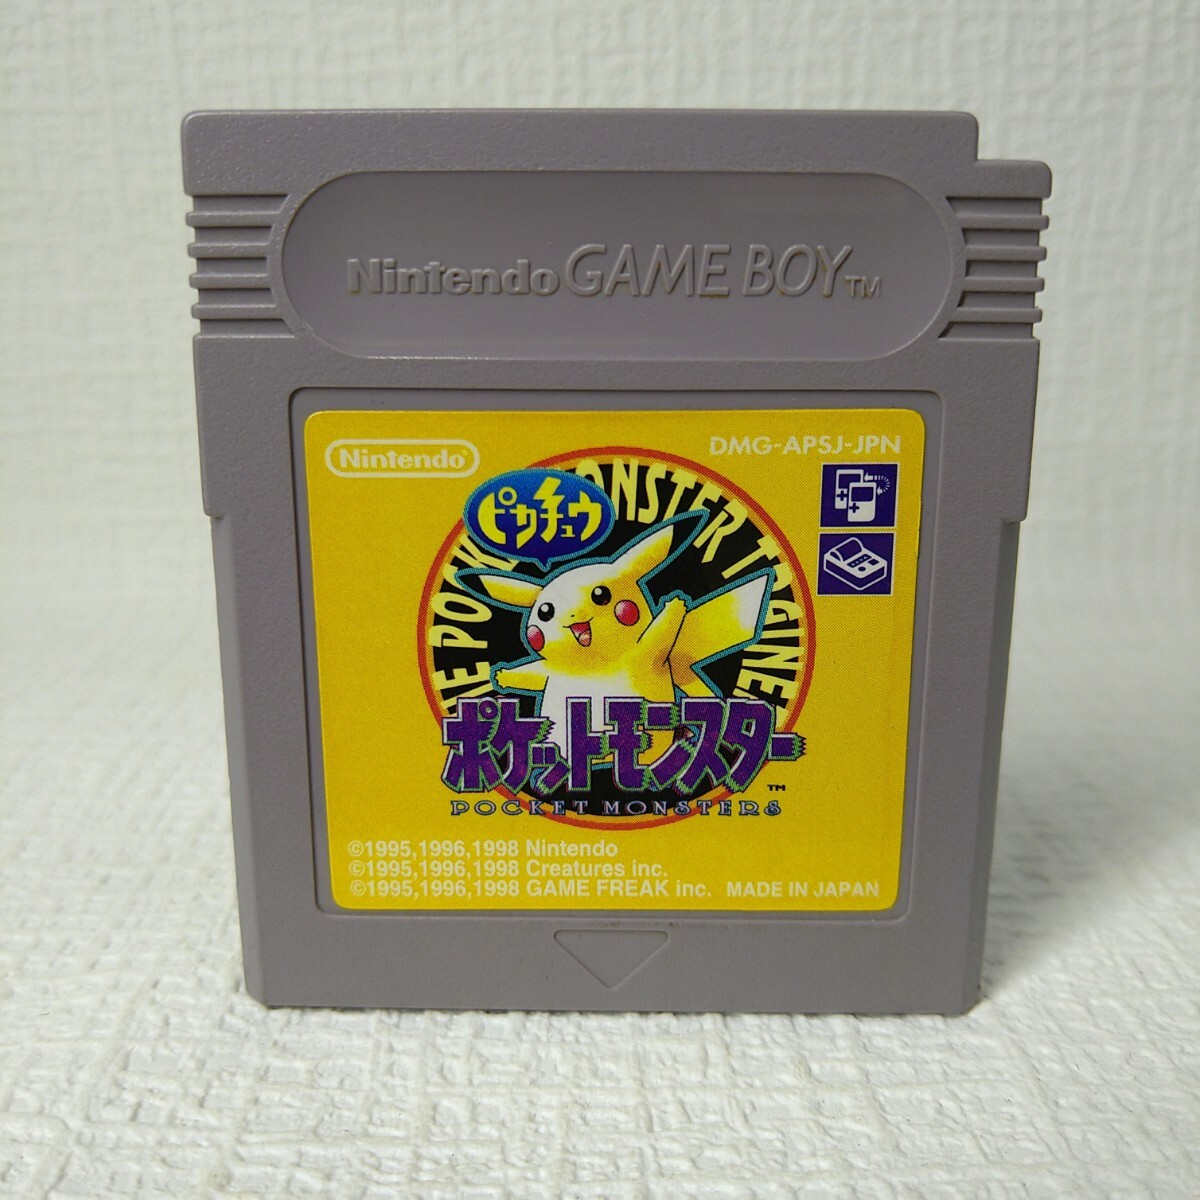 Nintendo GAME BOY™
Nintendo
DMG-APSJ-JPN
ピカチュウ
MONSTER TRAINER
ポケットモンスター™
POCKET MONSTERS
©1995,1996,1998 Nintendo
©1995,1996,1998 Creatures inc.
©1995,1996,1998 GAME FREAK inc. MADE IN JAPAN